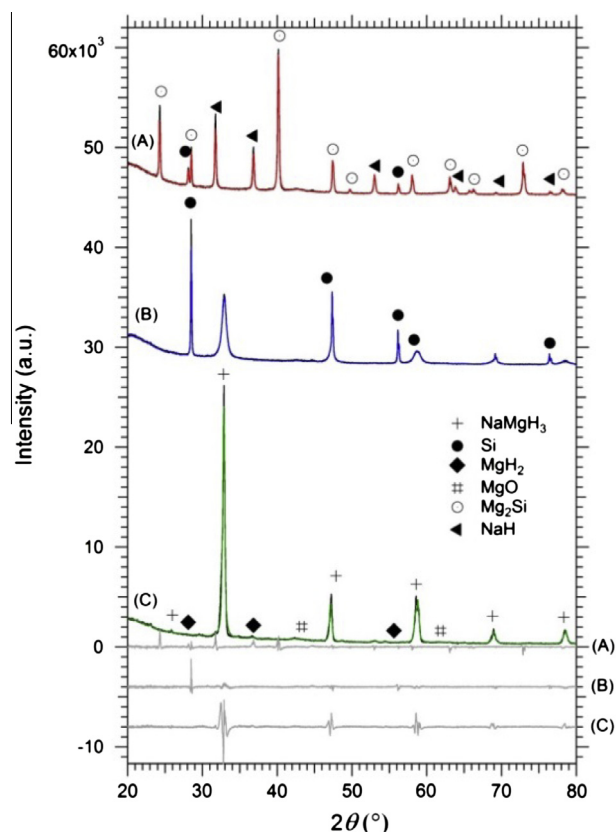 60x10³
50
40
30
20
10
0
-10
Intensity (a.u.)
(A)
(B)
(C)
NaMgH₃
Si
MgH₂
MgO
Mg₂Si
NaH
(A)
(B)
(C)
20 30 40 50 60 70 80
2θ (°)